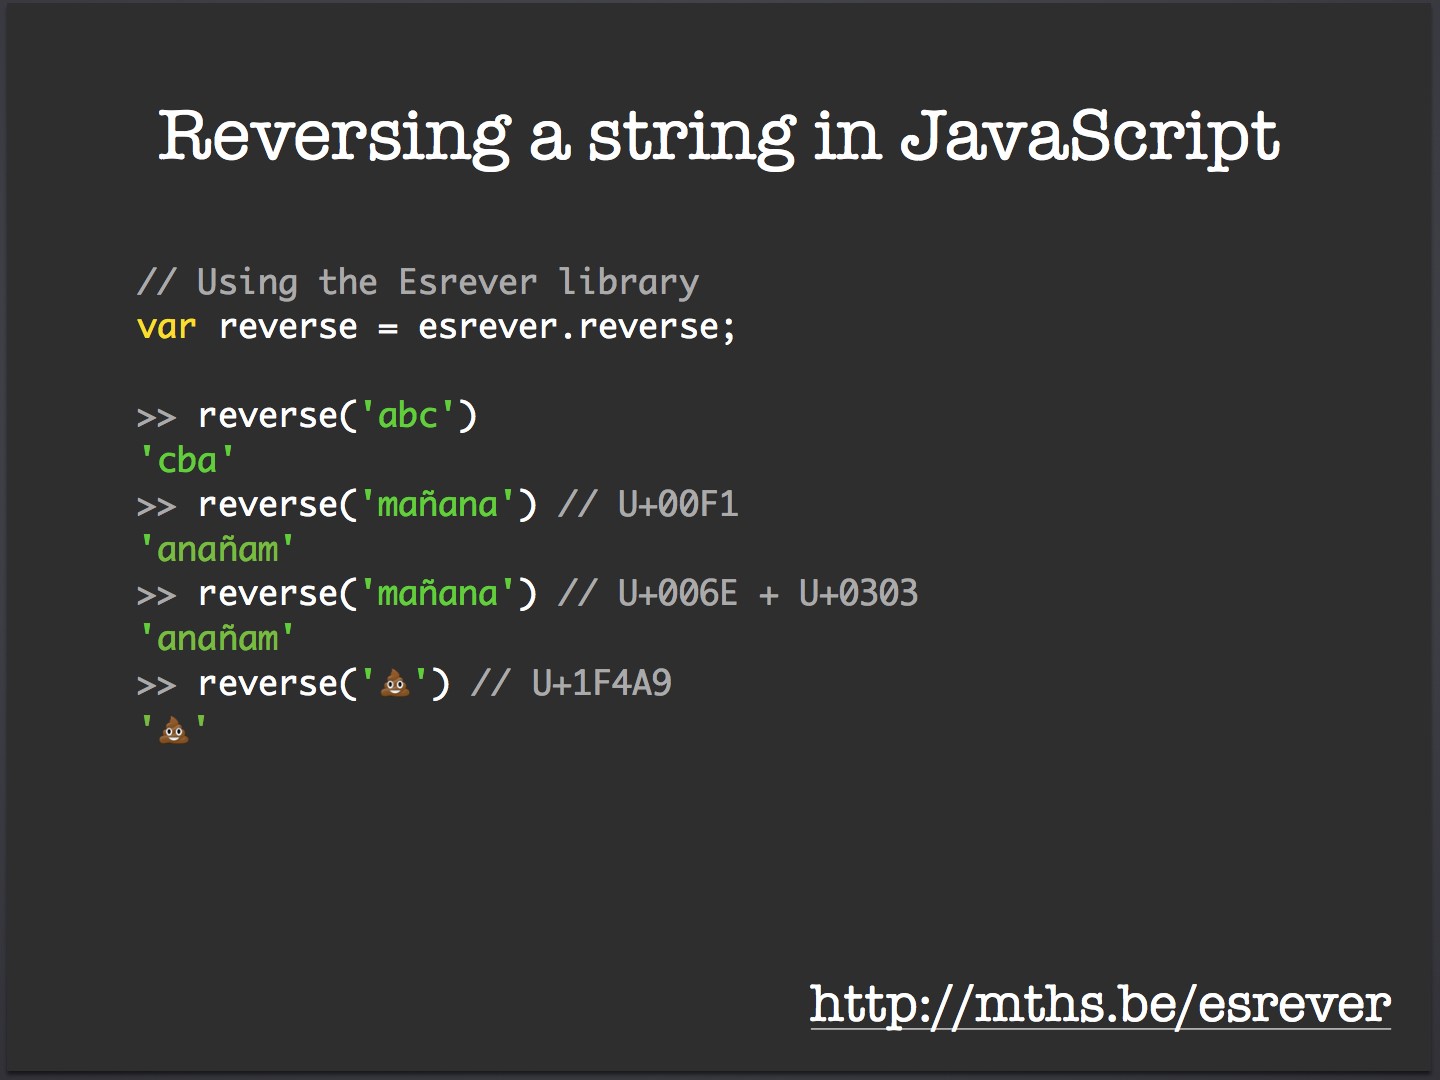 Reversing a string in JavaScript
// Using the Esrever library
var reverse = esrever.reverse;
>> reverse('abc')
'cba'
>> reverse('mañana') // U+00F1
'anañam'
>> reverse('mañana') // U+006E + U+0303
'anañam'
>> reverse('💩') // U+1F4A9
'💩'
http://mths.be/esrever